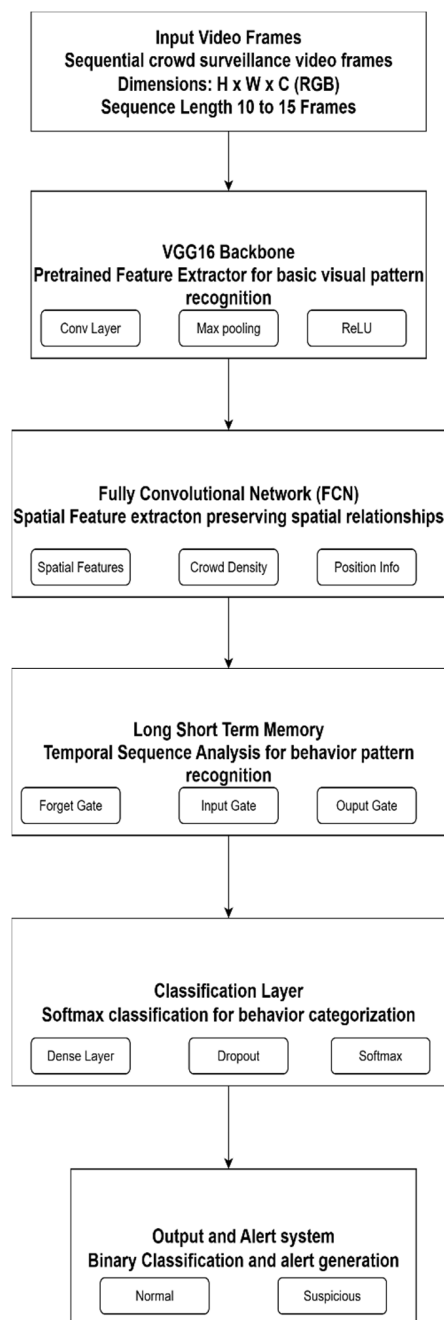 Input Video Frames
Sequential crowd surveillance video frames
Dimensions: H x W x C (RGB)
Sequence Length 10 to 15 Frames
VGG16 Backbone
Pretrained Feature Extractor for basic visual pattern
recognition
Conv Layer
Max pooling
ReLU
Fully Convolutional Network (FCN)
Spatial Feature extracton preserving spatial relationships
Spatial Features
Crowd Density
Position Info
Long Short Term Memory
Temporal Sequence Analysis for behavior pattern
recognition
Forget Gate
Input Gate
Ouput Gate
Classification Layer
Softmax classification for behavior categorization
Dense Layer
Dropout
Softmax
Output and Alert system
Binary Classification and alert generation
Normal
Suspicious